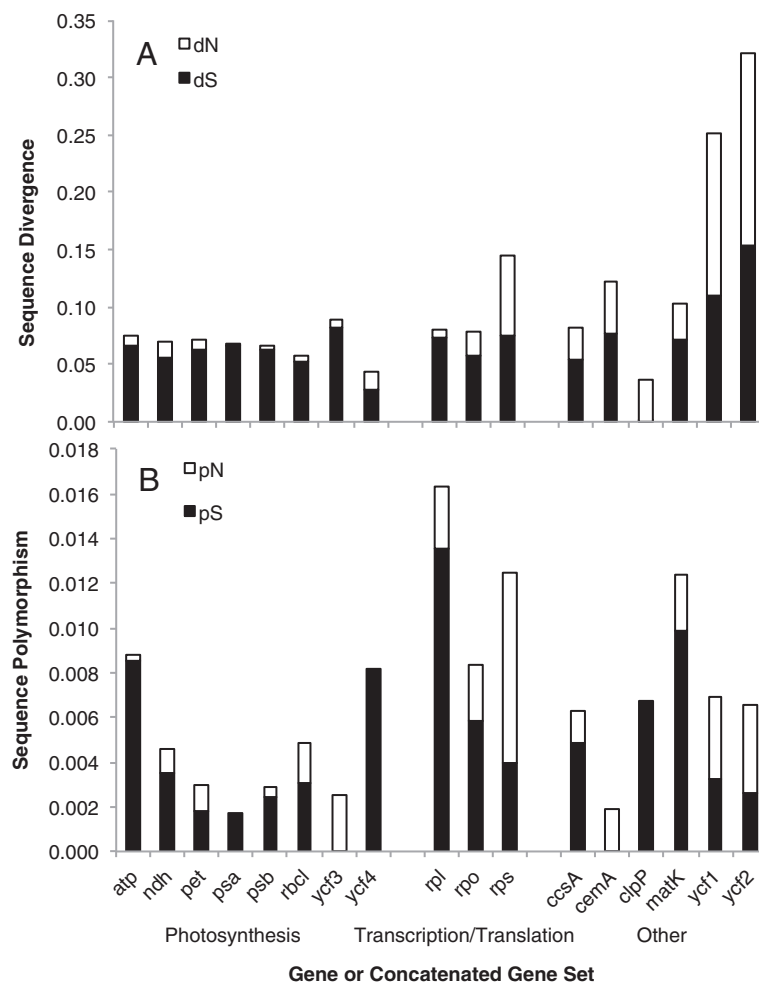 0.35
A
dN
dS
0.30
0.25
0.20
0.15
0.10
0.05
0.00
Sequence Divergence
0.018
B
pN
pS
0.016
0.014
0.012
0.010
0.008
0.006
0.004
0.002
0.000
Sequence Polymorphism
atp ndh pet psa psb rbcl ycf3 ycf4 rpl rpo rps ccsA cemA clpP matK ycf1 ycf2
Photosynthesis Transcription/Translation Other
Gene or Concatenated Gene Set